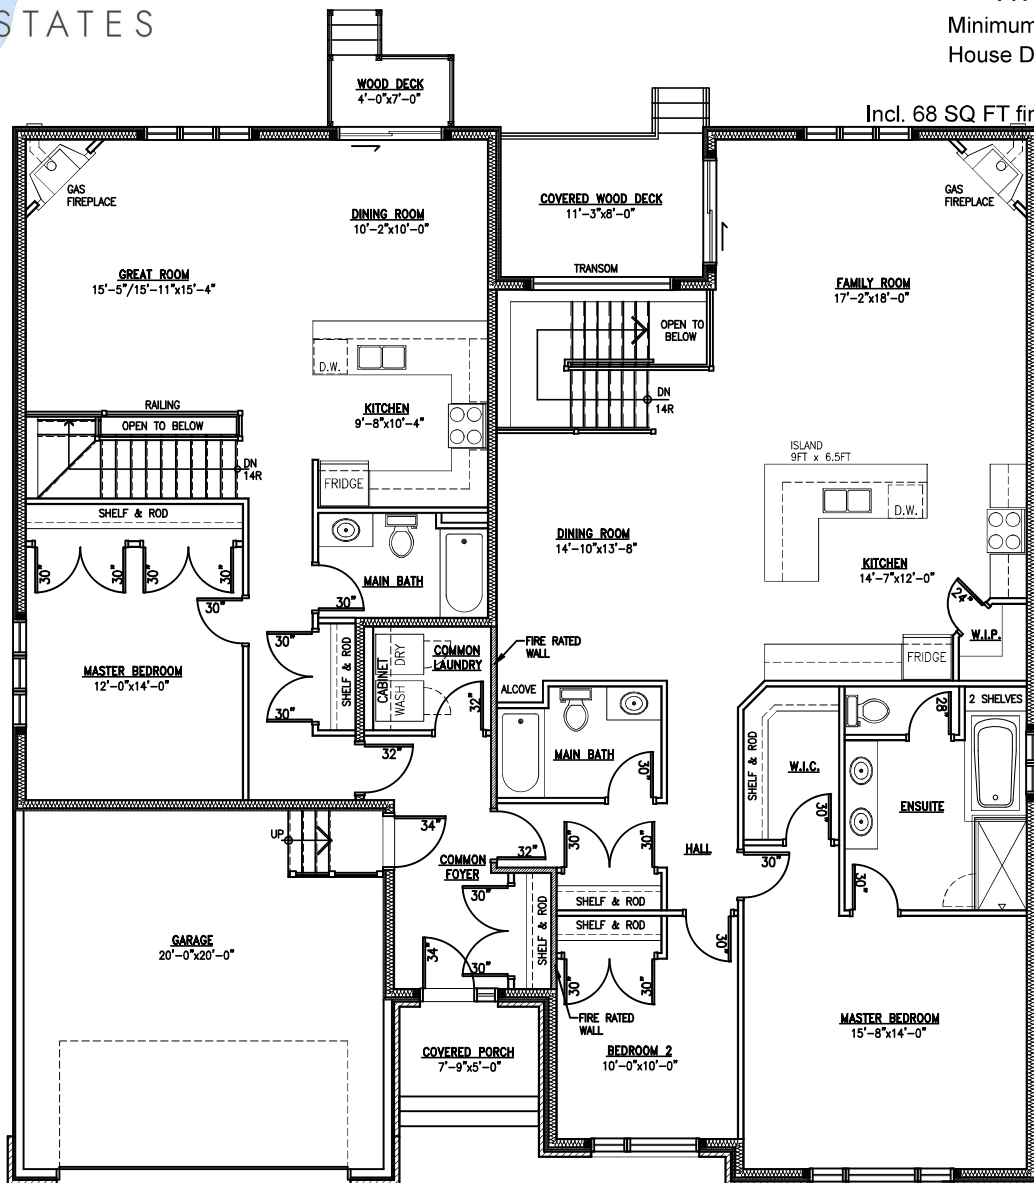 STATES
Minimum
House D
Incl. 68 SQ FT fir
WOOD DECK
4'-0"x7'-0"
GAS
FIREPLACE
DINING ROOM
10'-2"x10'-0"
COVERED WOOD DECK
11'-3"x8'-0"
GAS
FIREPLACE
GREAT ROOM
15'-5"/15'-11"x15'-4"
TRANSOM
FAMILY ROOM
17'-2"x18'-0"
OPEN TO
BELOW
D.W.
DN
14R
RAILING
OPEN TO BELOW
KITCHEN
9'-8"x10'-4"
ISLAND
9FT x 6.5FT
DN
14R
FRIDGE
D.W.
SHELF & ROD
DINING ROOM
14'-10"x13'-8"
30"
30"
30"
30"
MAIN BATH
30"
KITCHEN
14'-7"x12'-0"
24"
30"
W.I.P.
30"
SHELF & ROD
30"
CABINET
WASH
DRY
COMMON
LAUNDRY
32"
FIRE RATED
WALL
FRIDGE
MASTER BEDROOM
12'-0"x14'-0"
ALCOVE
MAIN BATH
30"
SHELF & ROD
W.I.C.
30"
28"
2 SHELVES
ENSUITE
32"
UP
34"
COMMON
FOYER
32"
30"
30"
HALL
30"
30"
30"
SHELF & ROD
30"
SHELF & ROD
SHELF & ROD
30"
GARAGE
20'-0"x20'-0"
34"
30"
30"
FIRE RATED
WALL
MASTER BEDROOM
15'-8"x14'-0"
COVERED PORCH
7'-9"x5'-0"
BEDROOM 2
10'-0"x10'-0"